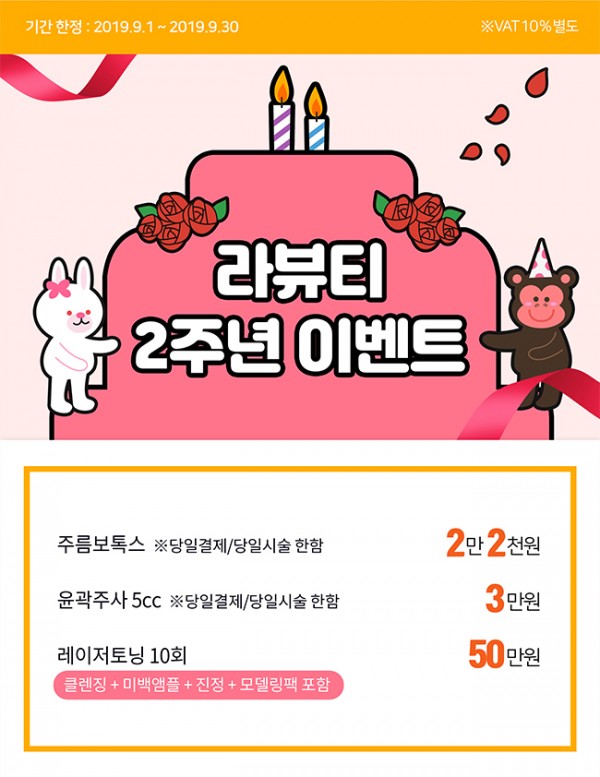 기간 한정 : 2019.9.1 ~ 2019.9.30 ※VAT 10% 별도
라뷰티
2주년 이벤트
주름보톡스 ※당일결제/당일시술 한함 2만 2천원
윤곽주사 5cc ※당일결제/당일시술 한함 3만원
레이저토닝 10회 50만원
클렌징 + 미백앰플 + 진정 + 모델링팩 포함